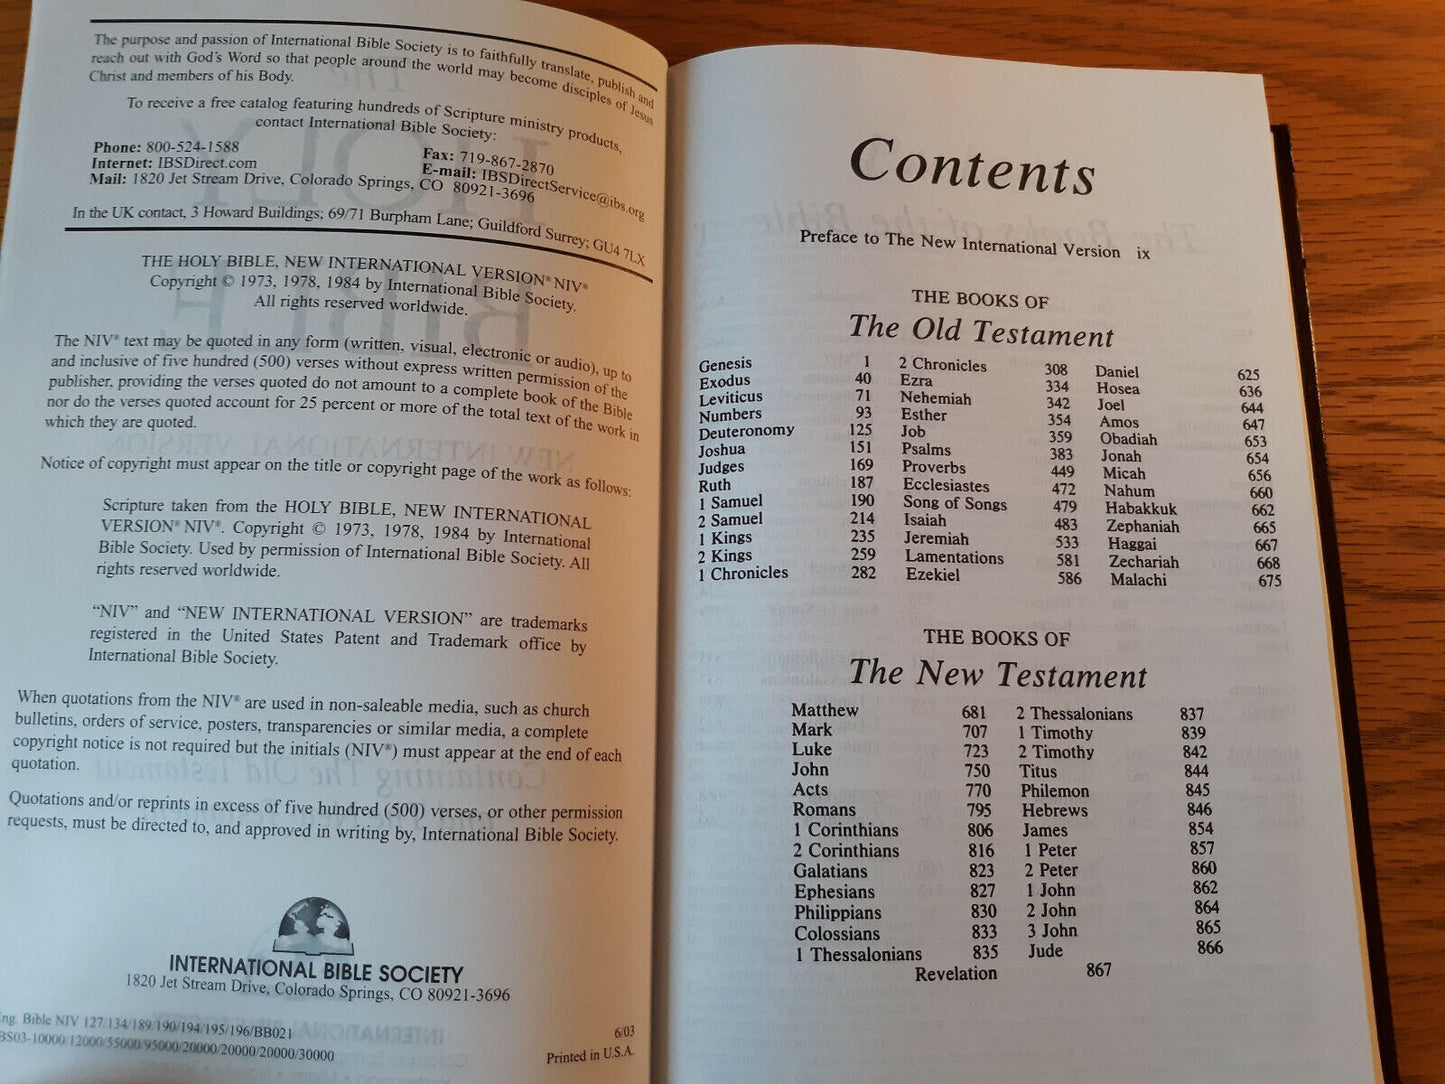 The purpose and passion of International Bible Society is to faithfully translate, publish and
reach out with God's Word so that people around the world may become disciples of Jesus
Christ and members of his Body.
To receive a free catalog featuring hundreds of Scripture ministry products,
contact International Bible Society:
Phone: 800-524-1588
Fax: 719-867-2870
Internet: IBSDirect.com
E-mail: IBSDirectService@ibs.org
Mail: 1820 Jet Stream Drive, Colorado Springs, CO 80921-3696
In the UK contact, 3 Howard Buildings; 69/71 Burpham Lane; Guildford Surrey; GU4 7LX
THE HOLY BIBLE, NEW INTERNATIONAL VERSION® NIV®
Copyright © 1973, 1978, 1984 by International Bible Society.
All rights reserved worldwide.
The NIV® text may be quoted in any form (written, visual, electronic or audio), up to
and inclusive of five hundred (500) verses without express written permission of the
publisher, providing the verses quoted do not amount to a complete book of the Bible
nor do the verses quoted account for 25 percent or more of the total text of the work in
which they are quoted.
Notice of copyright must appear on the title or copyright page of the work as follows:
Scripture taken from the HOLY BIBLE, NEW INTERNATIONAL
VERSION® NIV®. Copyright © 1973, 1978, 1984 by International
Bible Society. Used by permission of International Bible Society. All
rights reserved worldwide.
“NIV” and “NEW INTERNATIONAL VERSION” are trademarks
registered in the United States Patent and Trademark office by
International Bible Society.
When quotations from the NIV® are used in non-saleable media, such as church
bulletins, orders of service, posters, transparencies or similar media, a complete
copyright notice is not required but the initials (NIV®) must appear at the end of each
quotation.
Quotations and/or reprints in excess of five hundred (500) verses, or other permission
requests, must be directed to, and approved in writing by, International Bible Society.
INTERNATIONAL BIBLE SOCIETY
1820 Jet Stream Drive, Colorado Springs, CO 80921-3696
Bible NIV 127/134/189/190/194/195/196/BB021
6/03
10000/12000/55000/95000/20000/20000/20000/30000
Printed in U.S.A.
Contents
Preface to The New International Version ix
THE BOOKS OF
The Old Testament
Genesis 1
Exodus 40
Leviticus 71
Numbers 93
Deuteronomy 125
Joshua 151
Judges 169
Ruth 187
1 Samuel 190
2 Samuel 214
1 Kings 235
2 Kings 259
1 Chronicles 282
2 Chronicles 308
Ezra 334
Nehemiah 342
Esther 354
Job 359
Psalms 383
Proverbs 449
Ecclesiastes 472
Song of Songs 479
Isaiah 483
Jeremiah 533
Lamentations 581
Ezekiel 586
Daniel 625
Hosea 636
Joel 644
Amos 647
Obadiah 653
Jonah 654
Micah 656
Nahum 660
Habakkuk 662
Zephaniah 665
Haggai 667
Zechariah 668
Malachi 675
THE BOOKS OF
The New Testament
Matthew 681
Mark 707
Luke 723
John 750
Acts 770
Romans 795
1 Corinthians 806
2 Corinthians 816
Galatians 823
Ephesians 827
Philippians 830
Colossians 833
1 Thessalonians 835
2 Thessalonians 837
1 Timothy 839
2 Timothy 842
Titus 844
Philemon 845
Hebrews 846
James 854
1 Peter 857
2 Peter 860
1 John 862
2 John 864
3 John 865
Jude 866
Revelation 867